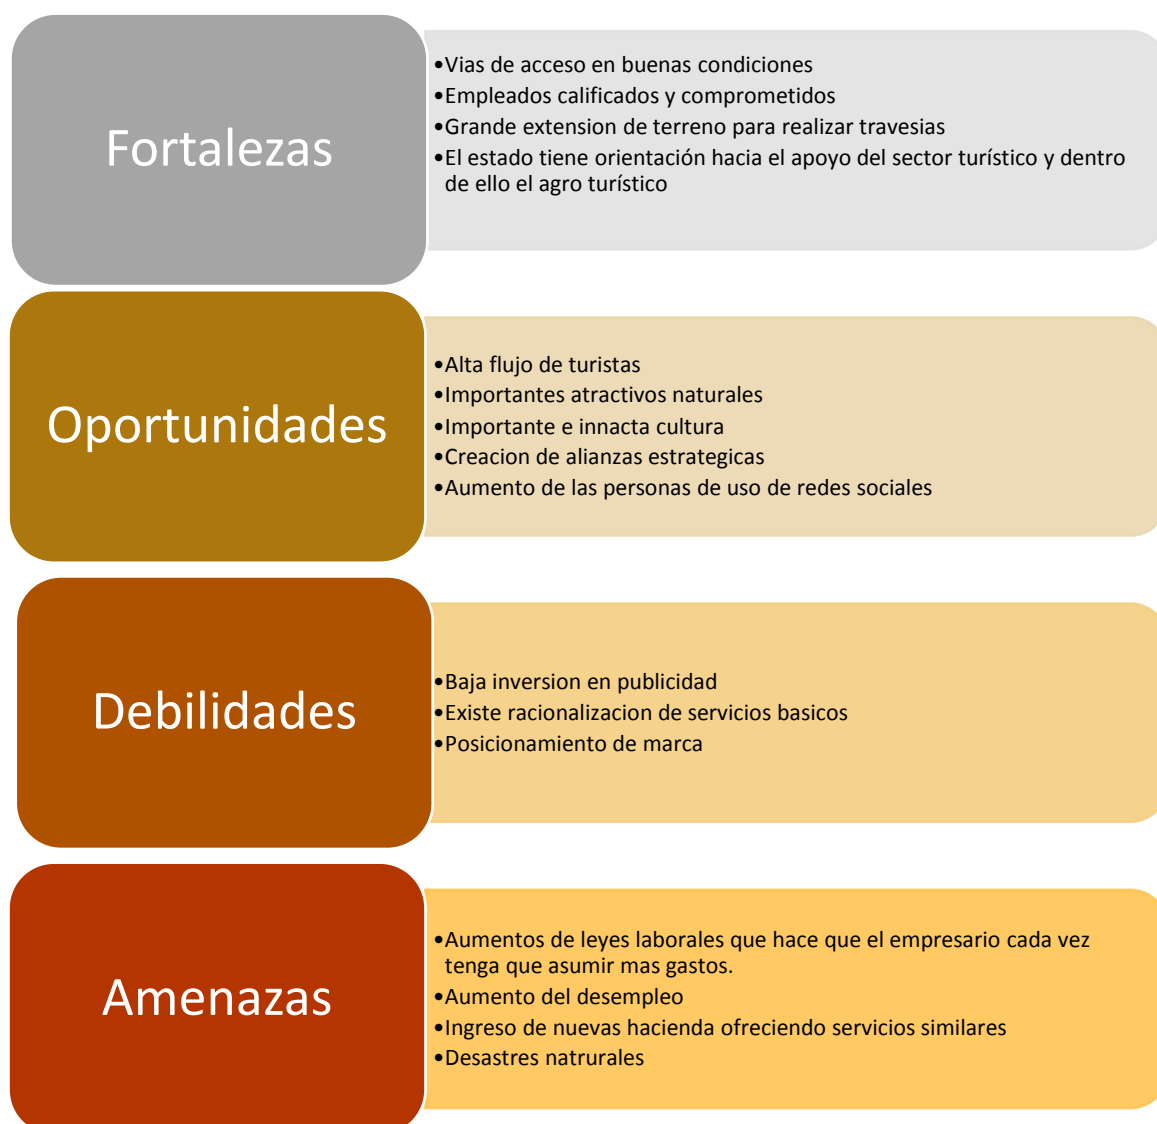 Fortalezas
•Vias de acceso en buenas condiciones
•Empleados calificados y comprometidos
•Grande extension de terreno para realizar travesias
•El estado tiene orientación hacia el apoyo del sector turístico y dentro
de ello el agro turístico
Oportunidades
•Alta flujo de turistas
•Importantes atractivos naturales
•Importante e innacta cultura
•Creacion de alianzas estrategicas
•Aumento de las personas de uso de redes sociales
Debilidades
•Baja inversion en publicidad
•Existe racionalizacion de servicios basicos
•Posicionamiento de marca
Amenazas
•Aumentos de leyes laborales que hace que el empresario cada vez
tenga que asumir mas gastos.
•Aumento del desempleo
•Ingreso de nuevas hacienda ofreciendo servicios similares
•Desastres natrurales